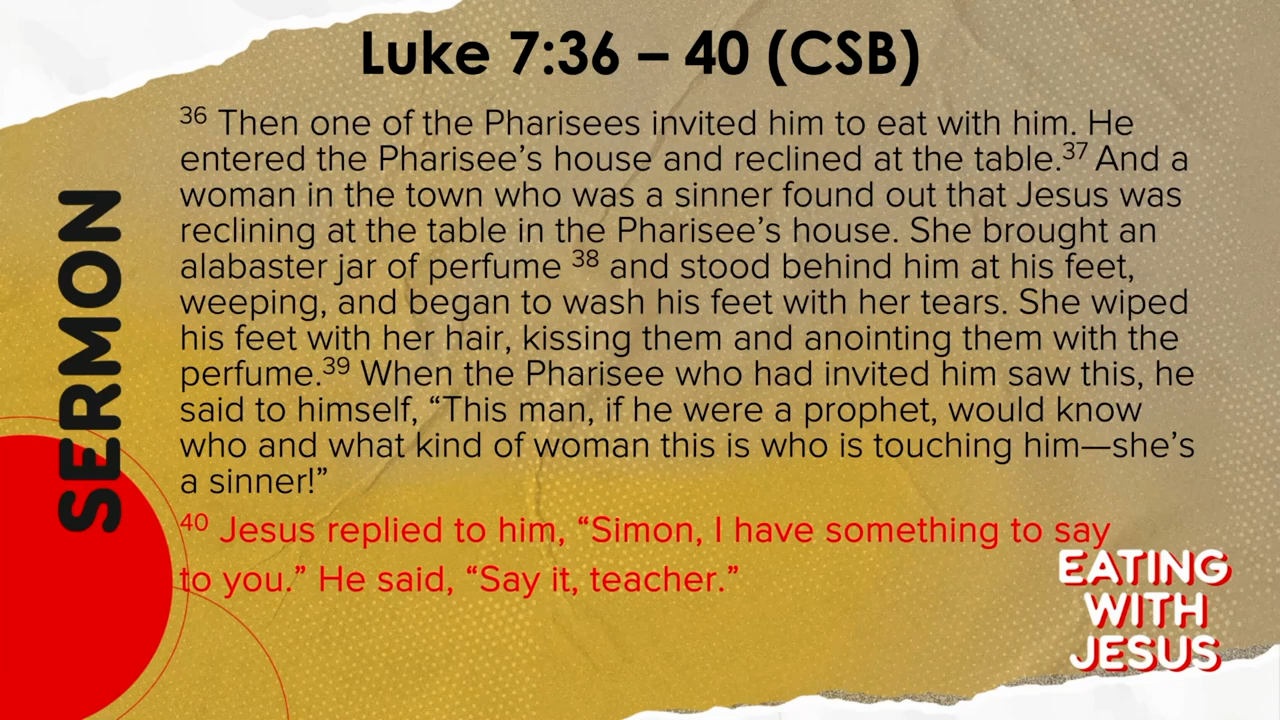 Luke 7:36 – 40 (CSB)
SERMON
36 Then one of the Pharisees invited him to eat with him. He
entered the Pharisee’s house and reclined at the table.37 And a
woman in the town who was a sinner found out that Jesus was
reclining at the table in the Pharisee’s house. She brought an
alabaster jar of perfume 38 and stood behind him at his feet,
weeping, and began to wash his feet with her tears. She wiped
his feet with her hair, kissing them and anointing them with the
perfume.39 When the Pharisee who had invited him saw this, he
said to himself, “This man, if he were a prophet, would know
who and what kind of woman this is who is touching him—she’s
a sinner!”
40 Jesus replied to him, “Simon, I have something to say
to you.” He said, “Say it, teacher.”
EATING
WITH
JESUS